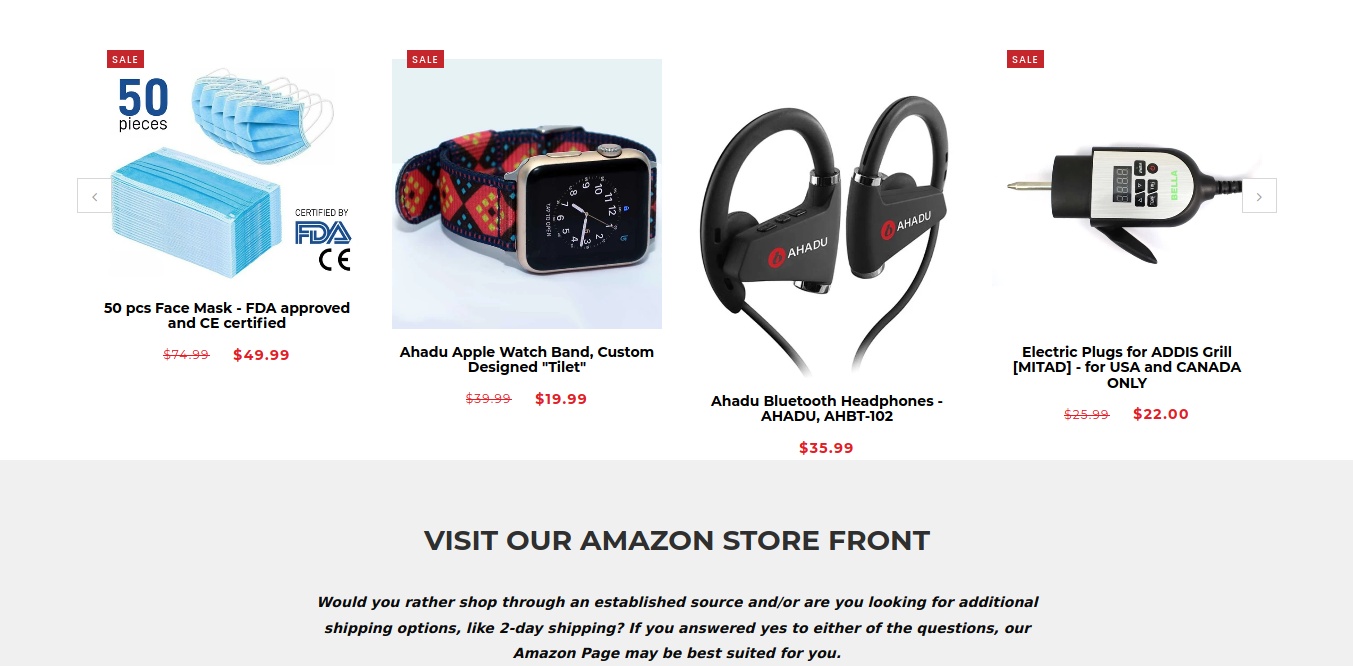 SALE
50
pieces
CERTIFIED BY
FDA
CE
50 pcs Face Mask - FDA approved
and CE certified
$74.99 $49.99
SALE
Ahadu Apple Watch Band, Custom
Designed "Tilet"
$39.99 $19.99
AHADU
AHADU
Ahadu Bluetooth Headphones -
AHADU, AHBT-102
$35.99
SALE
BELLA
Electric Plugs for ADDIS Grill
[MITAD] - for USA and CANADA
ONLY
$25.99 $22.00
VISIT OUR AMAZON STORE FRONT
Would you rather shop through an established source and/or are you looking for additional
shipping options, like 2-day shipping? If you answered yes to either of the questions, our
Amazon Page may be best suited for you.